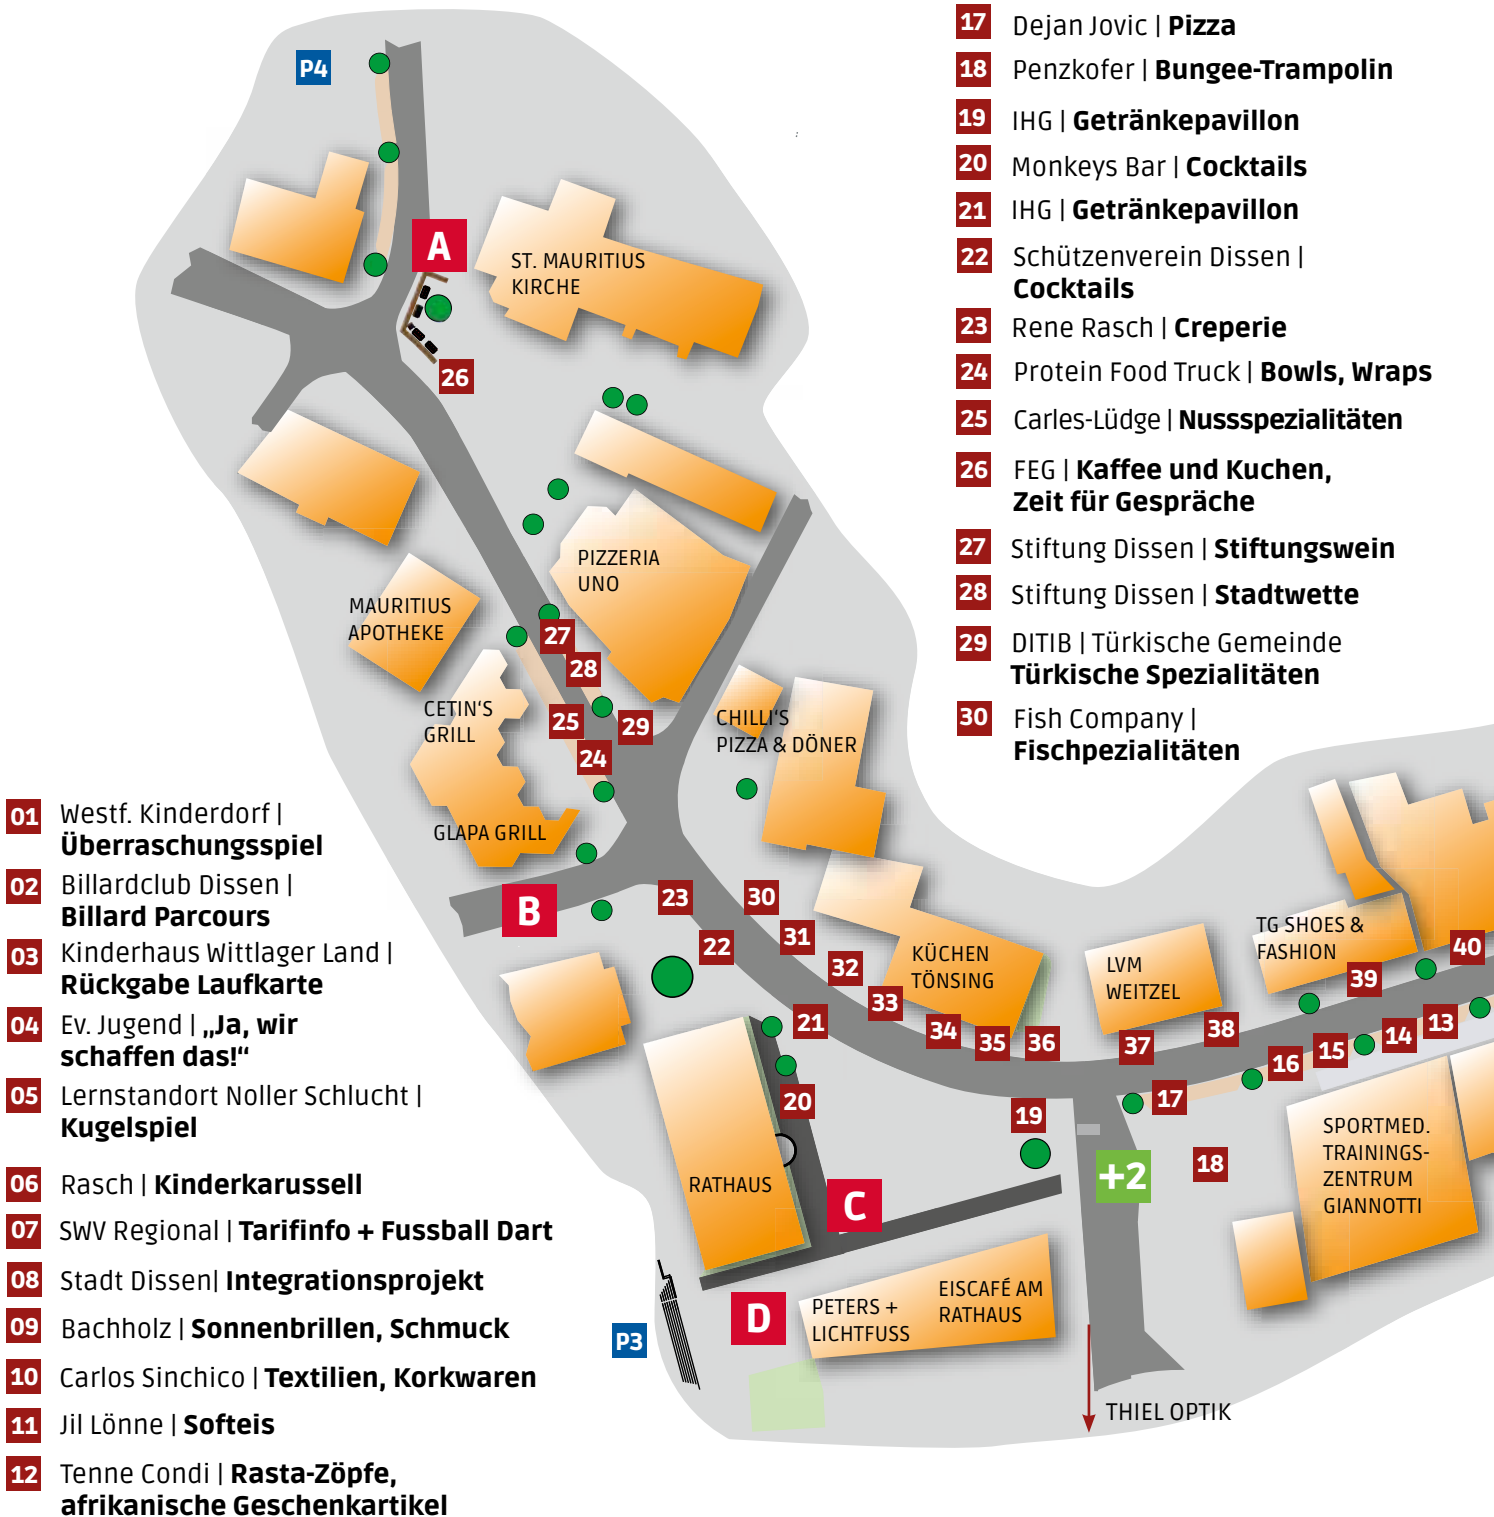 P4
A
ST. MAURITIUS
KIRCHE
26
PIZZERIA
UNO
MAURITIUS
APOTHEKE
27
28
CETIN'S
GRILL
25
29
24
CHILLI'S
PIZZA & DÖNER
GLAPA GRILL
B
23
30
22
31
32
33
34
35
36
KÜCHEN
TÖNSING
LVM
WEITZEL
TG SHOES &
FASHION
40
39
38
37
13
14
15
16
17
18
21
20
19
+2
RATHAUS
C
D
PETERS +
LICHTFUSS
EISCAFÉ AM
RATHAUS
SPORTMED.
TRAININGS-
ZENTRUM
GIANNOTTI
P3
THIEL OPTIK
01 Westf. Kinderdorf |
Überraschungsspiel
02 Billardclub Dissen |
Billard Parcours
03 Kinderhaus Wittlager Land |
Rückgabe Laufkarte
04 Ev. Jugend | „Ja, wir
schaffen das!“
05 Lernstandort Noller Schlucht |
Kugelspiel
06 Rasch | Kinderkarussell
07 SWV Regional | Tarifinfo + Fussball Dart
08 Stadt Dissen| Integrationsprojekt
09 Bachholz | Sonnenbrillen, Schmuck
10 Carlos Sinchico | Textilien, Korkwaren
11 Jil Lönne | Softeis
12 Tenne Condi | Rasta-Zöpfe,
afrikanische Geschenkartikel
17 Dejan Jovic | Pizza
18 Penzkofer | Bungee-Trampolin
19 IHG | Getränkepavillon
20 Monkeys Bar | Cocktails
21 IHG | Getränkepavillon
22 Schützenverein Dissen |
Cocktails
23 Rene Rasch | Creperie
24 Protein Food Truck | Bowls, Wraps
25 Carles-Lüdge | Nussspezialitäten
26 FEG | Kaffee und Kuchen,
Zeit für Gespräche
27 Stiftung Dissen | Stiftungswein
28 Stiftung Dissen | Stadtwette
29 DITIB | Türkische Gemeinde
Türkische Spezialitäten
30 Fish Company |
Fischpezialitäten